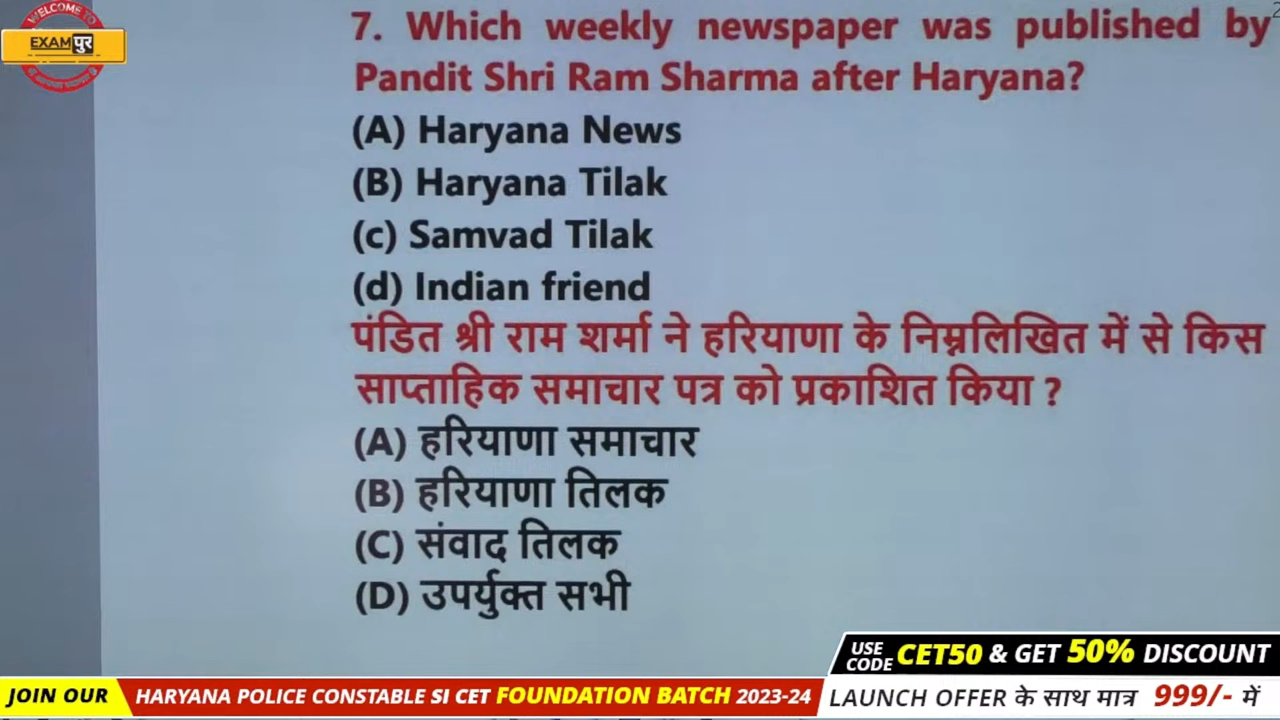 WELCOME TO
EXAMपुर
7. Which weekly newspaper was published by
Pandit Shri Ram Sharma after Haryana?
(A) Haryana News
(B) Haryana Tilak
(c) Samvad Tilak
(d) Indian friend
पंडित श्री राम शर्मा ने हरियाणा के निम्नलिखित में से किस
साप्ताहिक समाचार पत्र को प्रकाशित किया ?
(A) हरियाणा समाचार
(B) हरियाणा तिलक
(C) संवाद तिलक
(D) उपर्युक्त सभी
USE CODE CET50 & GET 50% DISCOUNT
JOIN OUR HARYANA POLICE CONSTABLE SI CET FOUNDATION BATCH 2023-24 LAUNCH OFFER के साथ मात्र 999/- में